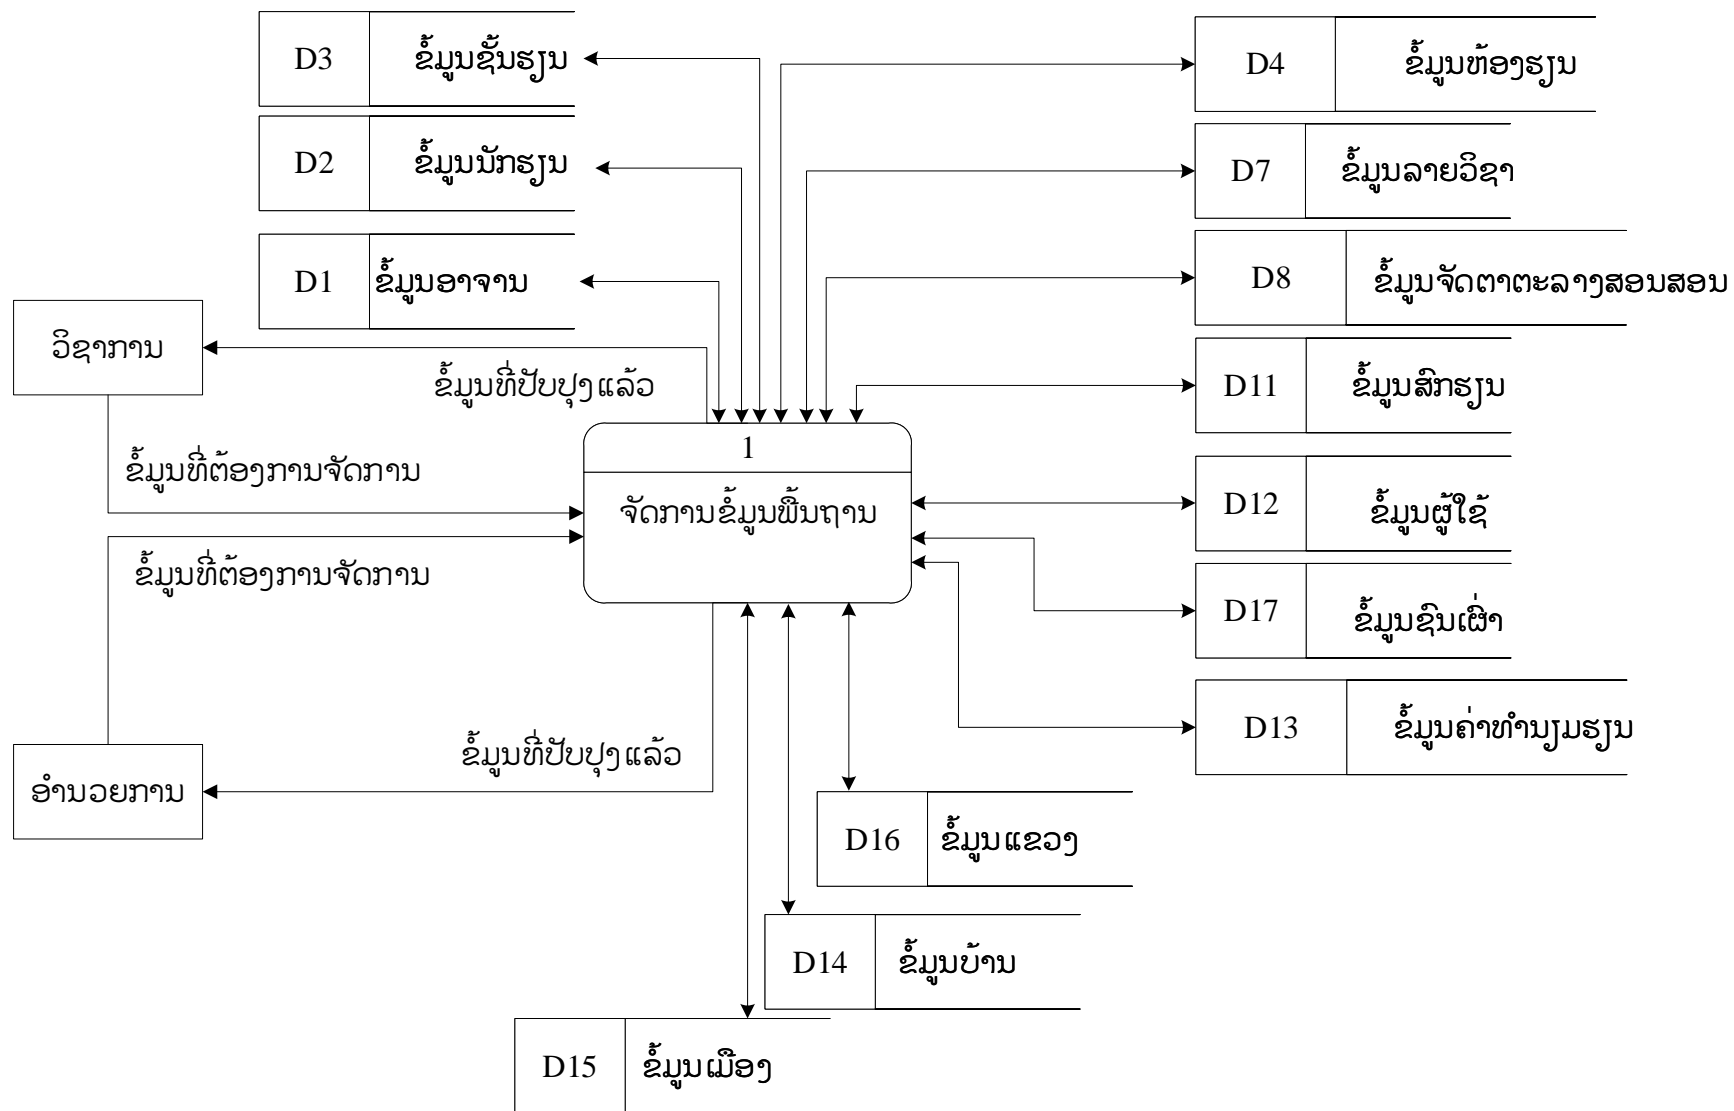 D3 ຂໍ້ມູນຊັ້ນຮຽນ
D4 ຂໍ້ມູນຫ້ອງຮຽນ
D2 ຂໍ້ມູນນັກຮຽນ
D7 ຂໍ້ມູນລາຍວິຊາ
D1 ຂໍ້ມູນອາຈານ
D8 ຂໍ້ມູນຈັດຕາຕະລາງສອນສອນ
ວິຊາການ
ຂໍ້ມູນທີ່ປັບປຸງແລ້ວ
D11 ຂໍ້ມູນສົກຮຽນ
1
ຂໍ້ມູນທີ່ຕ້ອງການຈັດການ
ຈັດການຂໍ້ມູນພື້ນຖານ
D12 ຂໍ້ມູນຜູ້ໃຊ້
ຂໍ້ມູນທີ່ຕ້ອງການຈັດການ
D17 ຂໍ້ມູນຊົນເຜົ່າ
D13 ຂໍ້ມູນຄ່າທຳນຽມຮຽນ
ຂໍ້ມູນທີ່ປັບປຸງແລ້ວ
ອຳນວຍການ
D16 ຂໍ້ມູນແຂວງ
D14 ຂໍ້ມູນບ້ານ
D15 ຂໍ້ມູນເມືອງ